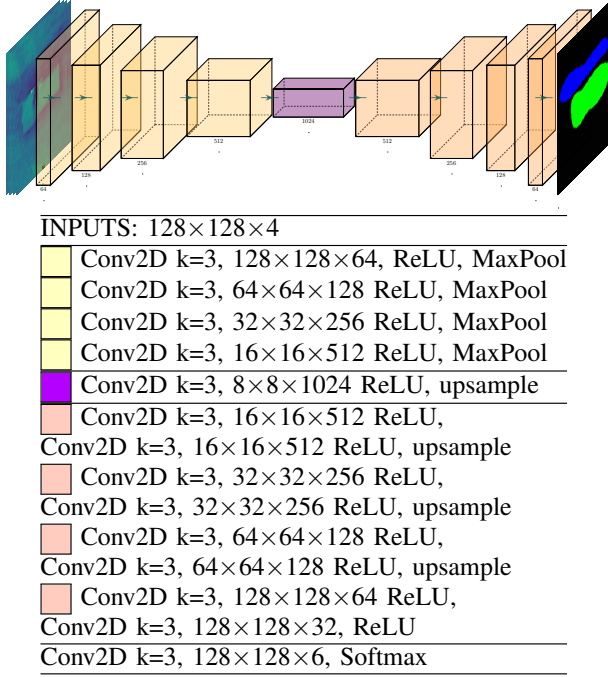 64
128
256
512
1024
512
256
128
64
INPUTS: 128×128×4
Conv2D k=3, 128×128×64, ReLU, MaxPool
Conv2D k=3, 64×64×128 ReLU, MaxPool
Conv2D k=3, 32×32×256 ReLU, MaxPool
Conv2D k=3, 16×16×512 ReLU, MaxPool
Conv2D k=3, 8×8×1024 ReLU, upsample
Conv2D k=3, 16×16×512 ReLU,
Conv2D k=3, 16×16×512 ReLU, upsample
Conv2D k=3, 32×32×256 ReLU,
Conv2D k=3, 32×32×256 ReLU, upsample
Conv2D k=3, 64×64×128 ReLU,
Conv2D k=3, 64×64×128 ReLU, upsample
Conv2D k=3, 128×128×64 ReLU,
Conv2D k=3, 128×128×32, ReLU
Conv2D k=3, 128×128×6, Softmax